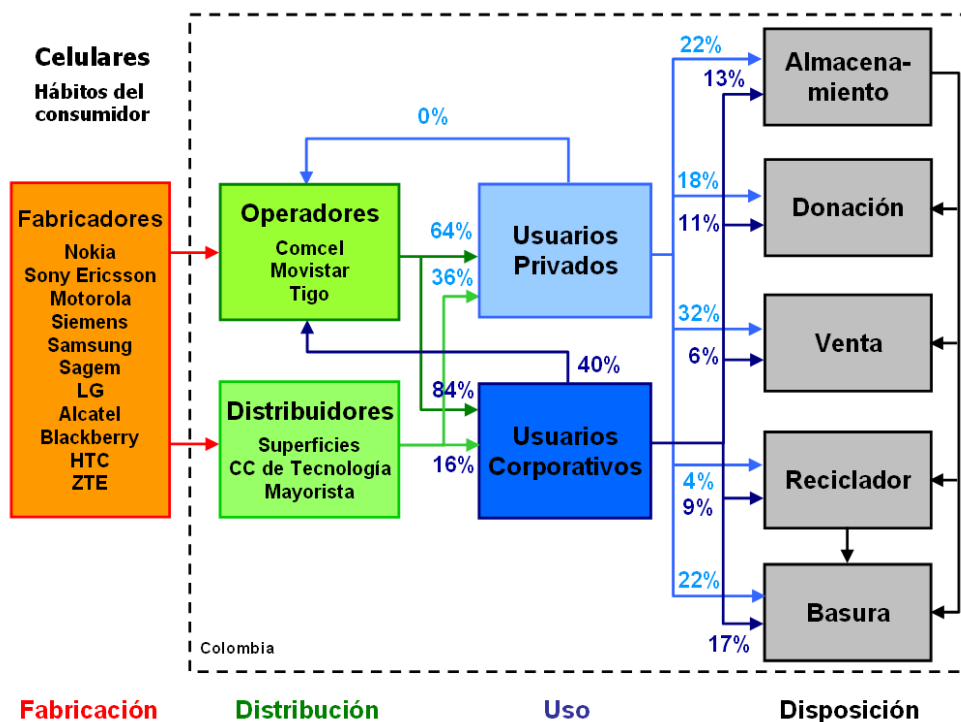 Celulares
Hábitos del
consumidor
Fabricadores
Nokia
Sony Ericsson
Motorola
Siemens
Samsung
Sagem
LG
Alcatel
Blackberry
HTC
ZTE
Operadores
Comcel
Movistar
Tigo
Distribuidores
Superficies
CC de Tecnología
Mayorista
0%
64%
36%
84%
16%
40%
Usuarios
Privados
Usuarios
Corporativos
22%
13%
18%
11%
32%
6%
4%
9%
22%
17%
Almacena-
miento
Donación
Venta
Reciclador
Basura
Colombia
Fabricación
Distribución
Uso
Disposición